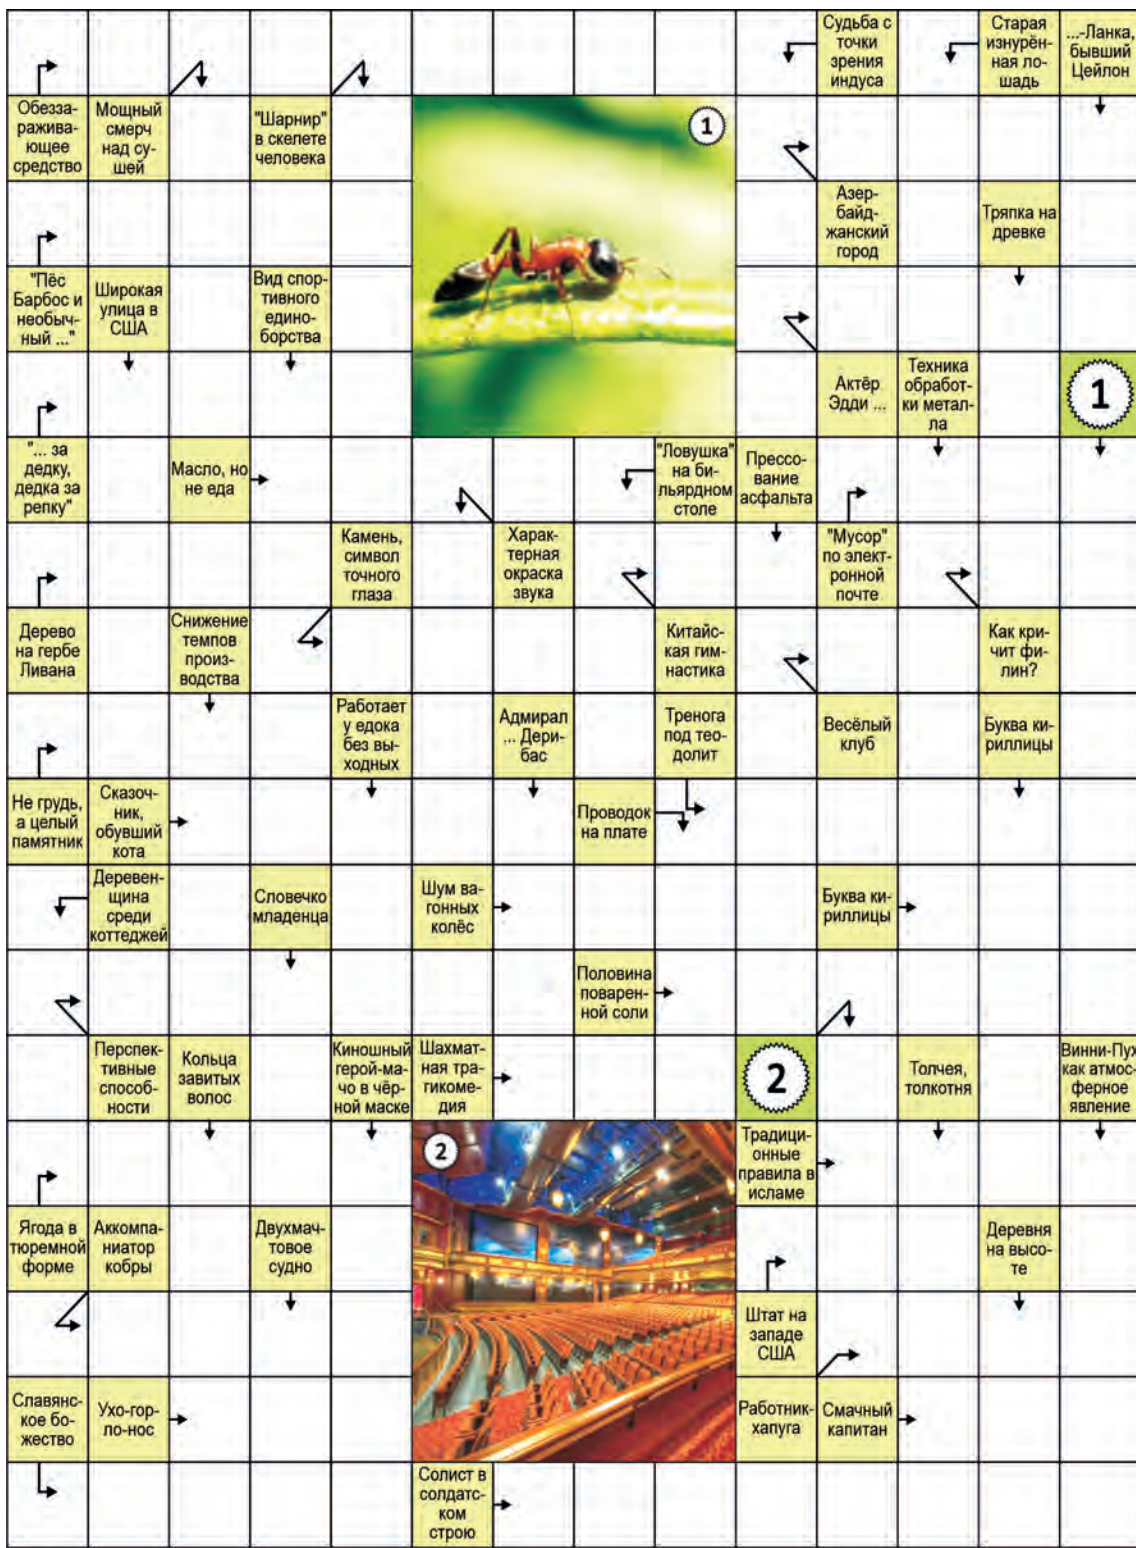 Судьба с
точки
зрения
индуса
Старая
изнурён-
ная ло-
шадь
...-Ланка,
бывший
Цейлон
Обезза-
ражива-
ющее
средство
Мощный
смерч
над су-
шей
"Шарнир"
в скелете
человека
1
Азер-
байд-
жанский
город
Тряпка на
древке
"Пёс
Барбос и
необыч-
ный ..."
Широкая
улица в
США
Вид спор-
тивного
едино-
борства
Актёр
Эдди ...
Техника
обработ-
ки метал-
ла
1
"... за
дедку,
дедка за
репку"
Масло, но
не еда
"Ловушка"
на би-
льярдном
столе
Прессо-
вание
асфальта
Камень,
символ
точного
глаза
Харак-
терная
окраска
звука
"Мусор"
по элект-
ронной
почте
Дерево
на гербе
Ливана
Снижение
темпов
произ-
водства
Китайс-
кая гим-
настика
Как кри-
чит фи-
лин?
Работает
у едока
без вы-
ходных
Адмирал
... Дери-
бас
Тренога
под тео-
долит
Весёлый
клуб
Буква ки-
риллицы
Не грудь,
а целый
памятник
Сказоч-
ник,
обувший
кота
Проводок
на плате
Деревен-
щина
среди
коттеджей
Словечко
младенца
Шум ва-
гонных
колёс
Буква ки-
риллицы
Половина
поварен-
ной соли
Перспек-
тивные
способ-
ности
Кольца
завитых
волос
Киношный
герой-ма-
чо в чёр-
ной маске
Шахмат-
ная тра-
гикоме-
дия
2
Толчея,
толкотня
Винни-Пух
как атмос-
ферное
явление
2
Традици-
онные
правила в
исламе
Ягода в
тюремной
форме
Аккомпа-
ниатор
кобры
Двухмач-
товое
судно
Деревня
на высо-
те
Штат на
западе
США
Славянс-
кое бо-
жество
Ухо-гор-
ло-нос
Работник-
хапуга
Смачный
капитан
Солист в
солдатс-
ком
строю